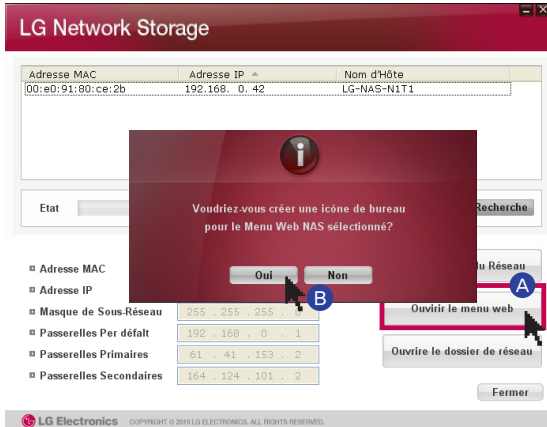 LG Network Storage
Adresse MAC Adresse IP Nom d'Hôte
00:e0:91:80:ce:2b 192.168. 0. 42 LG-NAS-N1T1
Voudriez-vous créer une icône de bureau
pour le Menu Web NAS sélectionné?
Oui Non
B
Etat Recherche
Adresse MAC
Adresse IP
Masque de Sous-Réseau 255 . 255 . 255 . 0
Passerelles Per défalt 192 . 168 . 0 . 1
Passerelles Primaires 61 . 41 . 153 . 2
Passerelles Secondaires 164 . 124 . 101 . 2
Réseau
A
Ouvirir le menu web
Ouvrire le dossier de réseau
Fermer
LG Electronics COPYRIGHT © 2010 LG ELECTRONICS. ALL RIGHTS RESERVED.